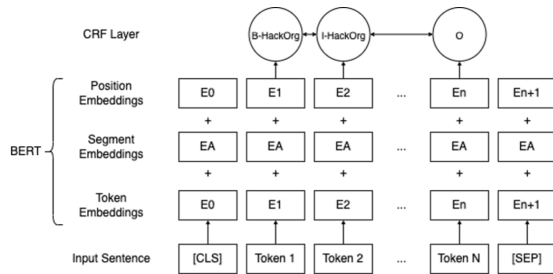 CRF Layer
B-HackOrg I-HackOrg O
Position
Embeddings
E0 E1 E2 ... En En+1
+ + + + +
BERT
Segment
Embeddings
EA EA EA ... EA EA
+ + + + +
Token
Embeddings
E0 E1 E2 ... En En+1
Input Sentence [CLS] Token 1 Token 2 ... Token N [SEP]